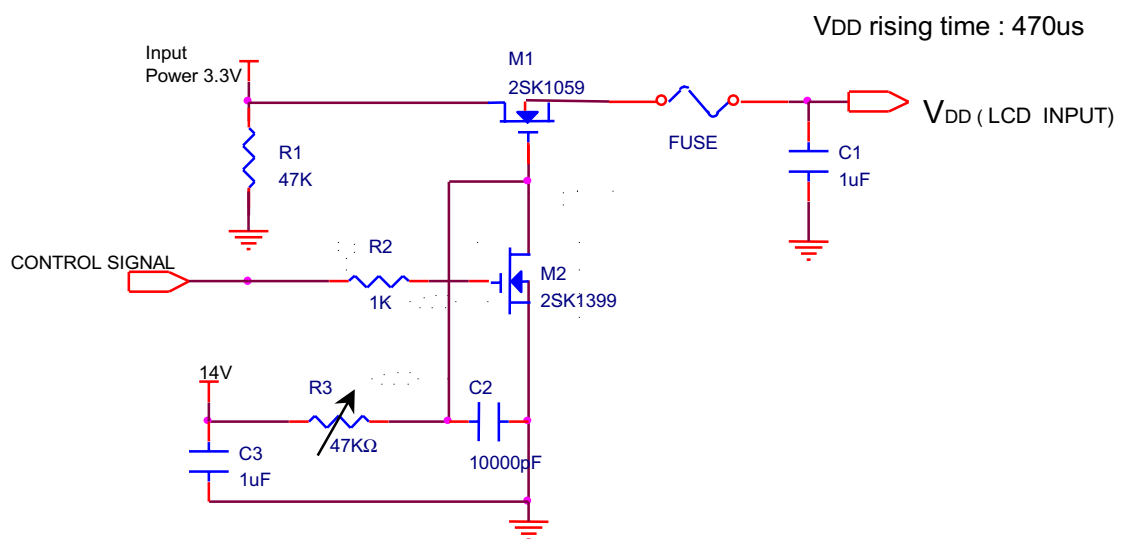 VDD rising time : 470us
Input
Power 3.3V
M1
2SK1059
FUSE
VDD ( LCD INPUT)
R1
47K
C1
1uF
CONTROL SIGNAL
R2
1K
M2
2SK1399
14V
R3
47KΩ
C2
10000pF
C3
1uF